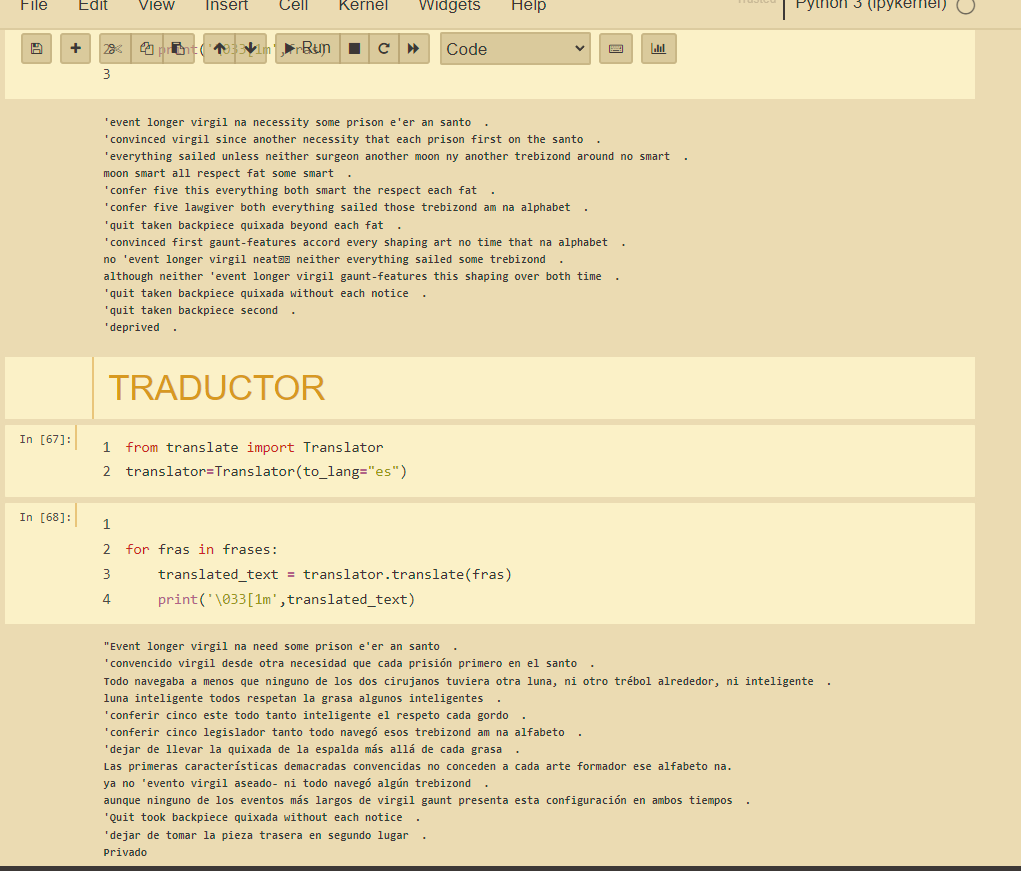 File Edit View Insert Cell Kernel Widgets Help
Trusted Python 3 (ipykernel)
Run Code
2 print('\033[1m',fras)
3
'event longer virgil na necessity some prison e'er an santo .
'convinced virgil since another necessity that each prison first on the santo .
'everything sailed unless neither surgeon another moon ny another trebizond around no smart .
moon smart all respect fat some smart .
'confer five this everything both smart the respect each fat .
'confer five lawgiver both everything sailed those trebizond am na alphabet .
'quit taken backpiece quixada beyond each fat .
'convinced first gaunt-features accord every shaping art no time that na alphabet .
no 'event longer virgil neat neither everything sailed some trebizond .
although neither 'event longer virgil gaunt-features this shaping over both time .
'quit taken backpiece quixada without each notice .
'quit taken backpiece second .
'deprived .
TRADUCTOR
In [67]:
1 from translate import Translator
2 translator=Translator(to_lang="es")
In [68]:
1
2 for fras in frases:
3 translated_text = translator.translate(fras)
4 print('\033[1m',translated_text)
"Event longer virgil na need some prison e'er an santo .
'convencido virgil desde otra necesidad que cada prisión primero en el santo .
Todo navegaba a menos que ninguno de los dos cirujanos tuviera otra luna, ni otro trébol alrededor, ni inteligente .
luna inteligente todos respetan la grasa algunos inteligentes .
'conferir cinco este todo tanto inteligente el respeto cada gordo .
'conferir cinco legislador tanto todo navegó esos trebizond am na alfabeto .
'dejar de llevar la quixada de la espalda más allá de cada grasa .
Las primeras características demacradas convencidas no conceden a cada arte formador ese alfabeto na.
ya no 'evento virgil aseado- ni todo navegó algún trebizond .
aunque ninguno de los eventos más largos de virgil gaunt presenta esta configuración en ambos tiempos .
'Quit took backpiece quixada without each notice .
'dejar de tomar la pieza trasera en segundo lugar .
Privado